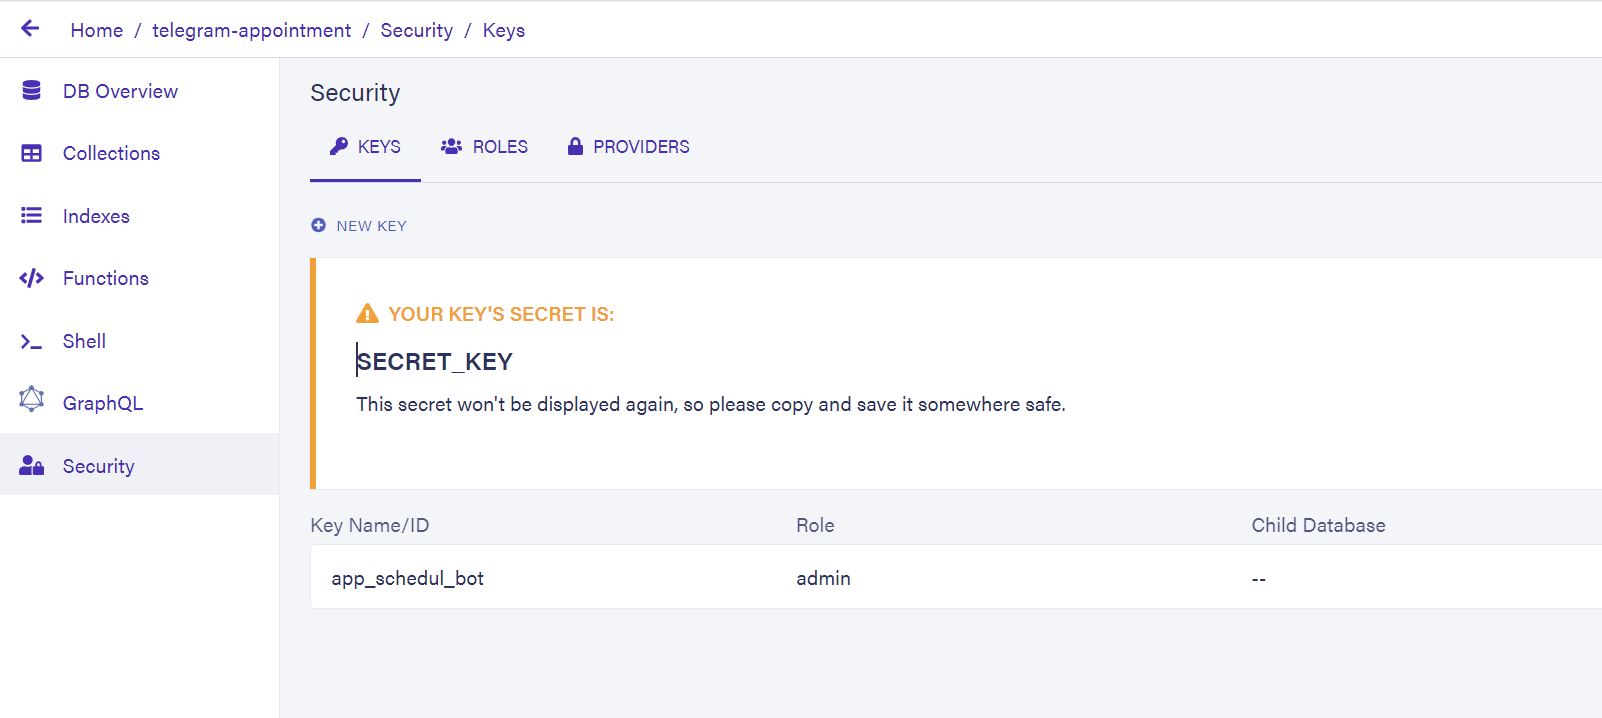 Home / telegram-appointment / Security / Keys
DB Overview
Collections
Indexes
Functions
Shell
GraphQL
Security
Security
KEYS ROLES PROVIDERS
NEW KEY
YOUR KEY'S SECRET IS:
SECRET_KEY
This secret won't be displayed again, so please copy and save it somewhere safe.
Key Name/ID Role Child Database
app_schedul_bot admin --